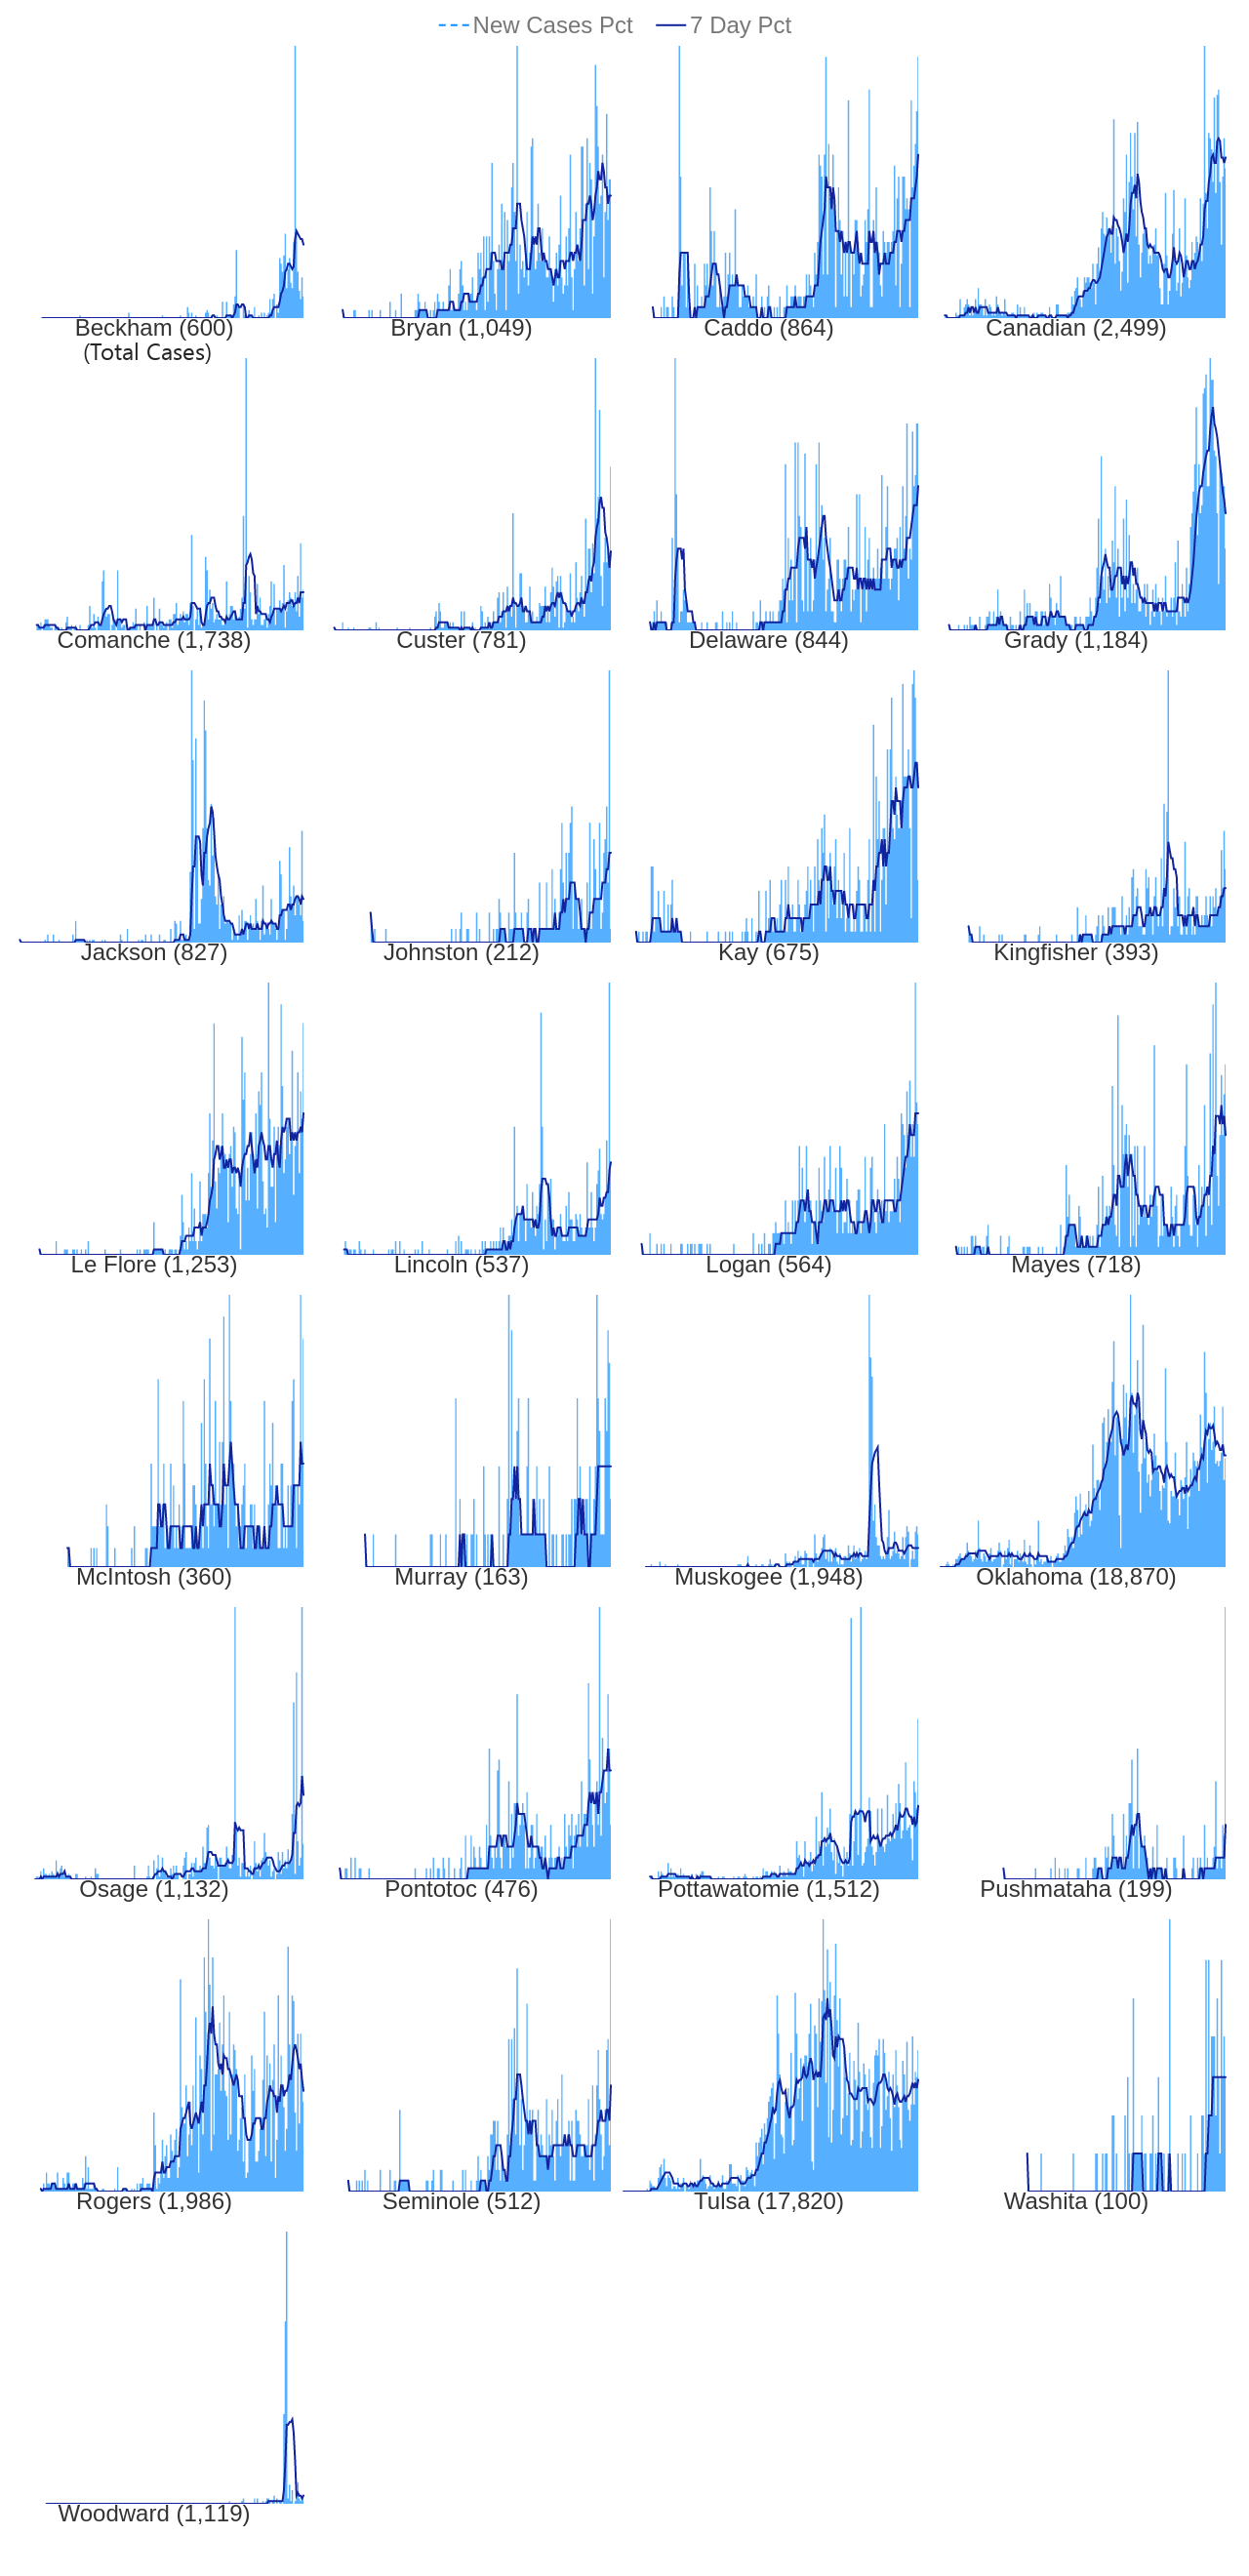 New Cases Pct 7 Day Pct
Beckham (600) Bryan (1,049) Caddo (864) Canadian (2,499)
(Total Cases)
Comanche (1,738) Custer (781) Delaware (844) Grady (1,184)
Jackson (827) Johnston (212) Kay (675) Kingfisher (393)
Le Flore (1,253) Lincoln (537) Logan (564) Mayes (718)
McIntosh (360) Murray (163) Muskogee (1,948) Oklahoma (18,870)
Osage (1,132) Pontotoc (476) Pottawatomie (1,512) Pushmataha (199)
Rogers (1,986) Seminole (512) Tulsa (17,820) Washita (100)
Woodward (1,119)